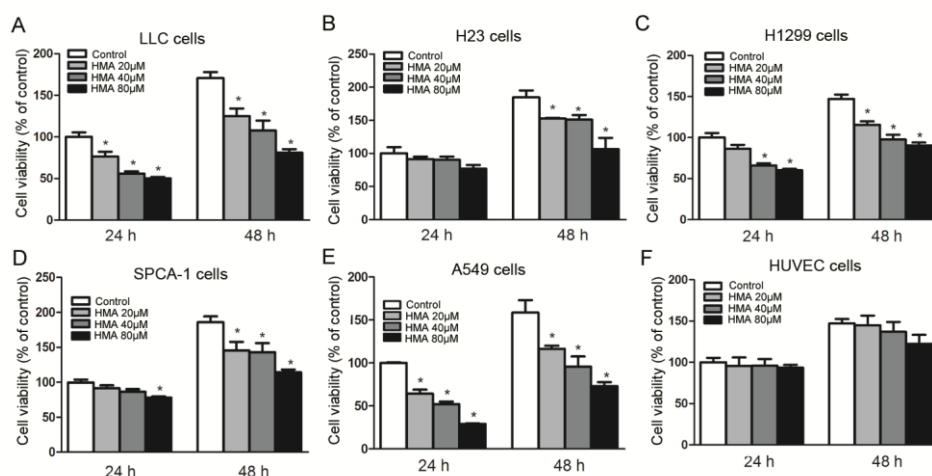 A
LLC cells
Cell viability (% of control)
200
150
100
50
0
Control
HMA 20μM
HMA 40μM
HMA 80μM
*
*
*
*
*
*
24 h
48 h
B
H23 cells
Cell viability (% of control)
250
200
150
100
50
0
Control
HMA 20μM
HMA 40μM
HMA 80μM
*
*
*
24 h
48 h
C
H1299 cells
Cell viability (% of control)
200
150
100
50
0
Control
HMA 20μM
HMA 40μM
HMA 80μM
*
*
*
*
*
24 h
48 h
D
SPCA-1 cells
Cell viability (% of control)
250
200
150
100
50
0
Control
HMA 20μM
HMA 40μM
HMA 80μM
*
*
*
*
24 h
48 h
E
A549 cells
Cell viability (% of control)
200
150
100
50
0
Control
HMA 20μM
HMA 40μM
HMA 80μM
*
*
*
*
*
*
24 h
48 h
F
HUVEC cells
Cell viability (% of control)
200
150
100
50
0
Control
HMA 20μM
HMA 40μM
HMA 80μM
24 h
48 h